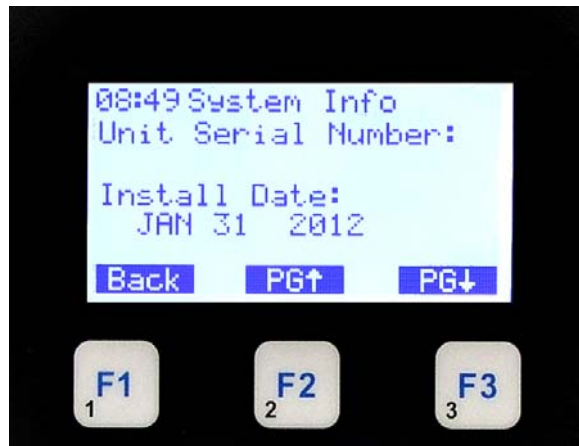 08:49 System Info
Unit Serial Number:
Install Date:
JAN 31 2012
Back PG↑ PG↓
F1 F2 F3
1 2 3